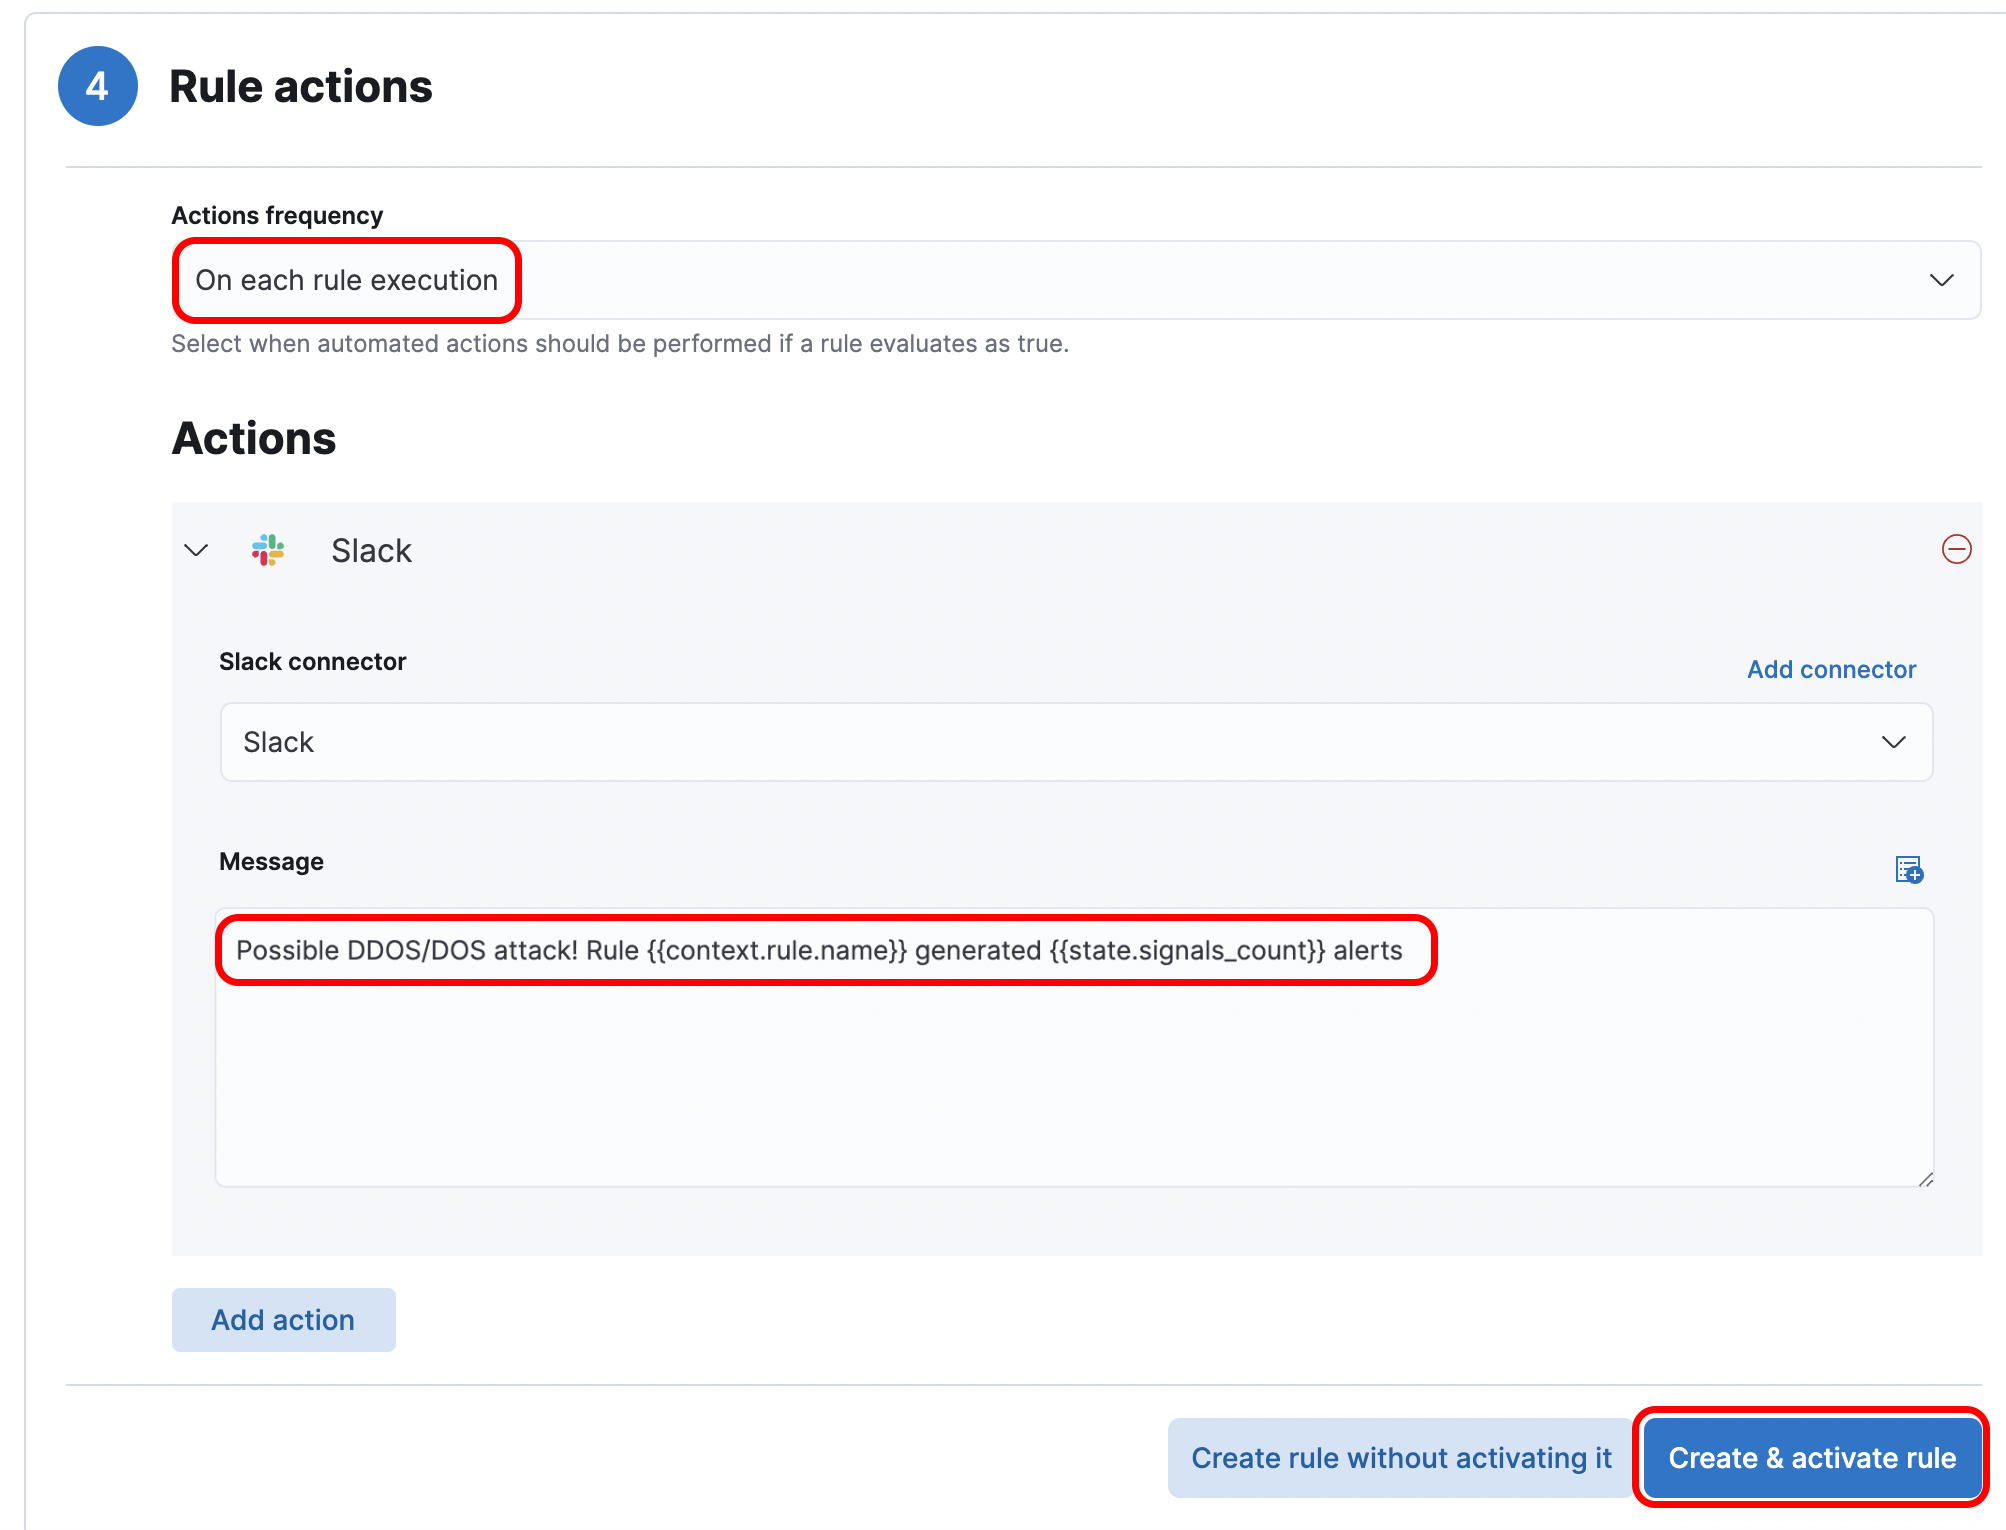 4
Rule actions
Actions frequency
On each rule execution
Select when automated actions should be performed if a rule evaluates as true.
Actions
Slack
Slack connector
Add connector
Slack
Message
Possible DDOS/DOS attack! Rule {{context.rule.name}} generated {{state.signals_count}} alerts
Add action
Create rule without activating it
Create & activate rule